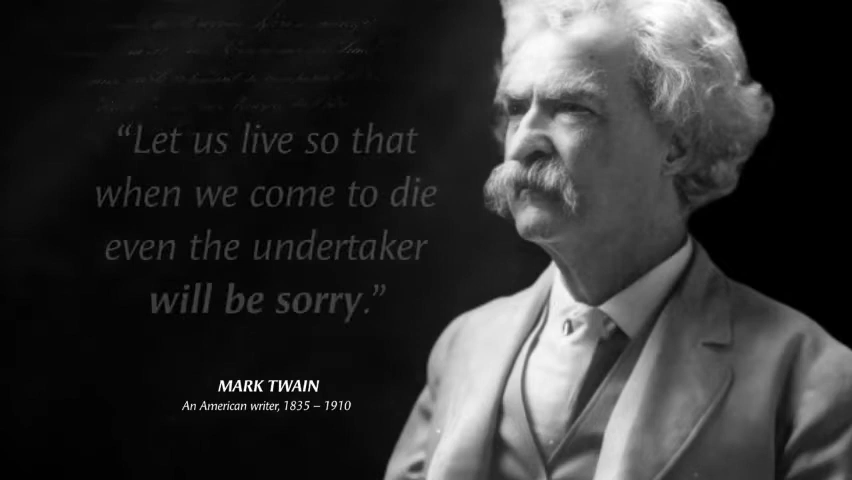 “Let us live so that
when we come to die
even the undertaker
will be sorry.”
MARK TWAIN
An American writer, 1835 – 1910